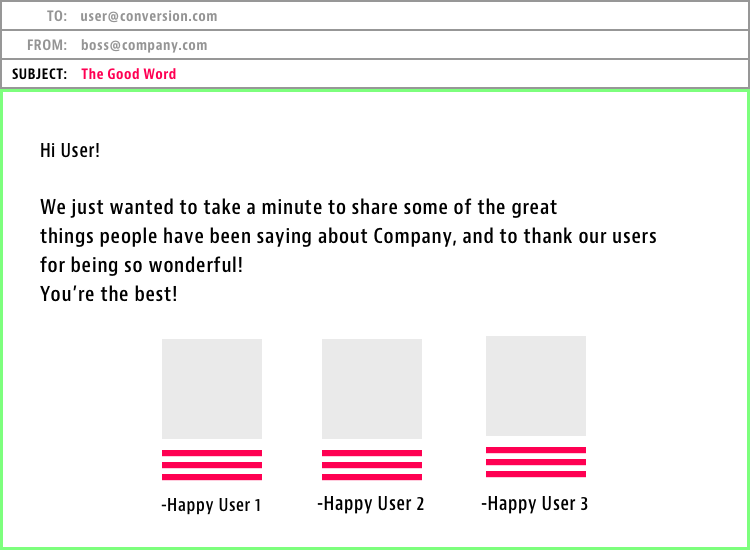 TO: user@conversion.com
FROM: boss@company.com
SUBJECT: The Good Word
Hi User!
We just wanted to take a minute to share some of the great
things people have been saying about Company, and to thank our users
for being so wonderful!
You’re the best!
-Happy User 1
-Happy User 2
-Happy User 3